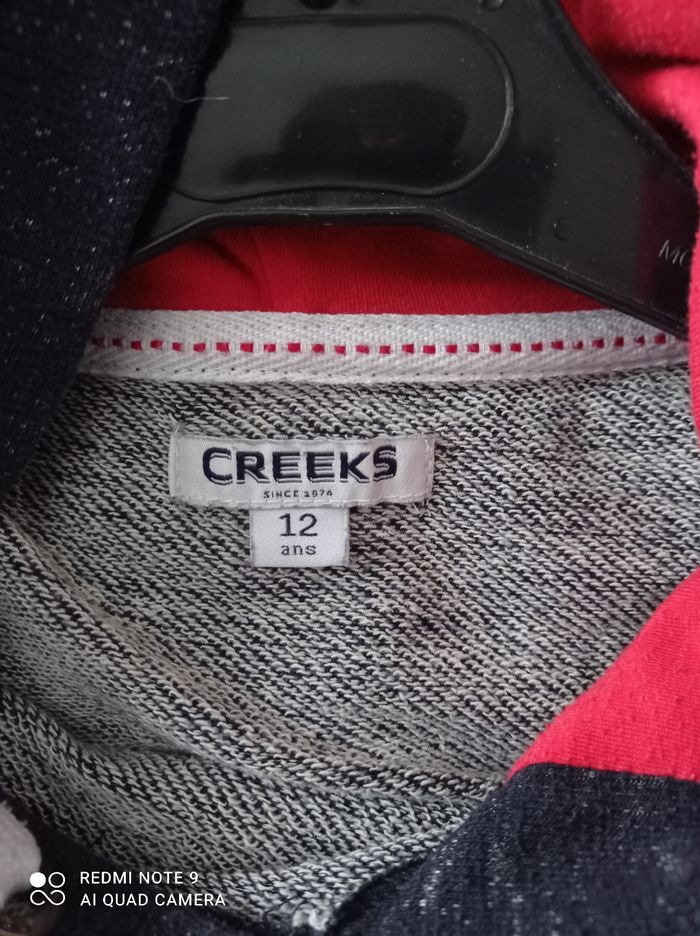 CREEKS
SINCE 1974
12
ans
REDMI NOTE 9
AI QUAD CAMERA